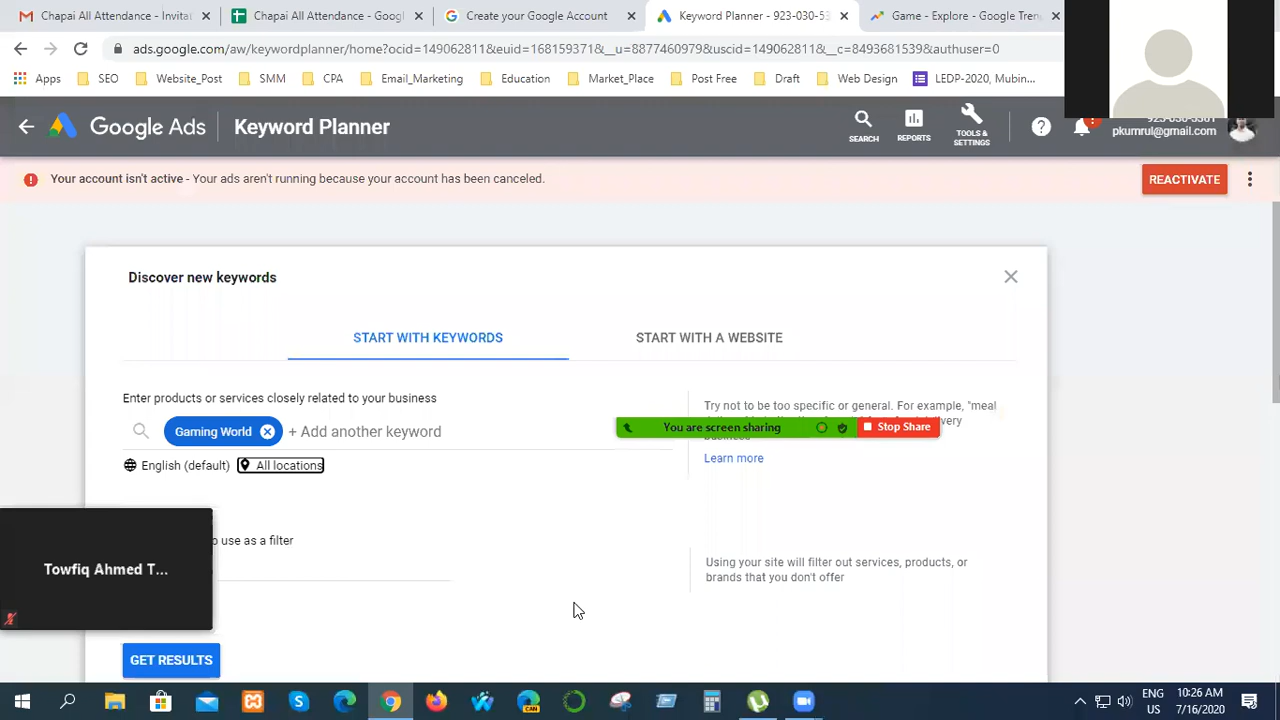 Chapai All Attendance - Invita
Chapai All Attendance - Googl
Create your Google Account
Keyword Planner - 923-030-53
Game - Explore - Google Tren
ads.google.com/aw/keywordplanner/home?ocid=149062811&euid=168159371&__u=8877460979&uscid=149062811&__c=8493681539&authuser=0
Apps
SEO
Website_Post
SMM
CPA
Email_Marketing
Education
Market_Place
Post Free
Draft
Web Design
LEDP-2020, Mubin...
Google Ads
Keyword Planner
SEARCH
REPORTS
TOOLS &
SETTINGS
pkumrul@gmail.com
Your account isn't active - Your ads aren't running because your account has been canceled.
REACTIVATE
Discover new keywords
START WITH KEYWORDS
START WITH A WEBSITE
Enter products or services closely related to your business
Gaming World
+ Add another keyword
English (default)
All locations
Try not to be too specific or general. For example, "meal
You are screen sharing
Stop Share
Learn more
Towfiq Ahmed T...
to use as a filter
Using your site will filter out services, products, or
brands that you don't offer
GET RESULTS
CAN
ENG
US
10:26 AM
7/16/2020